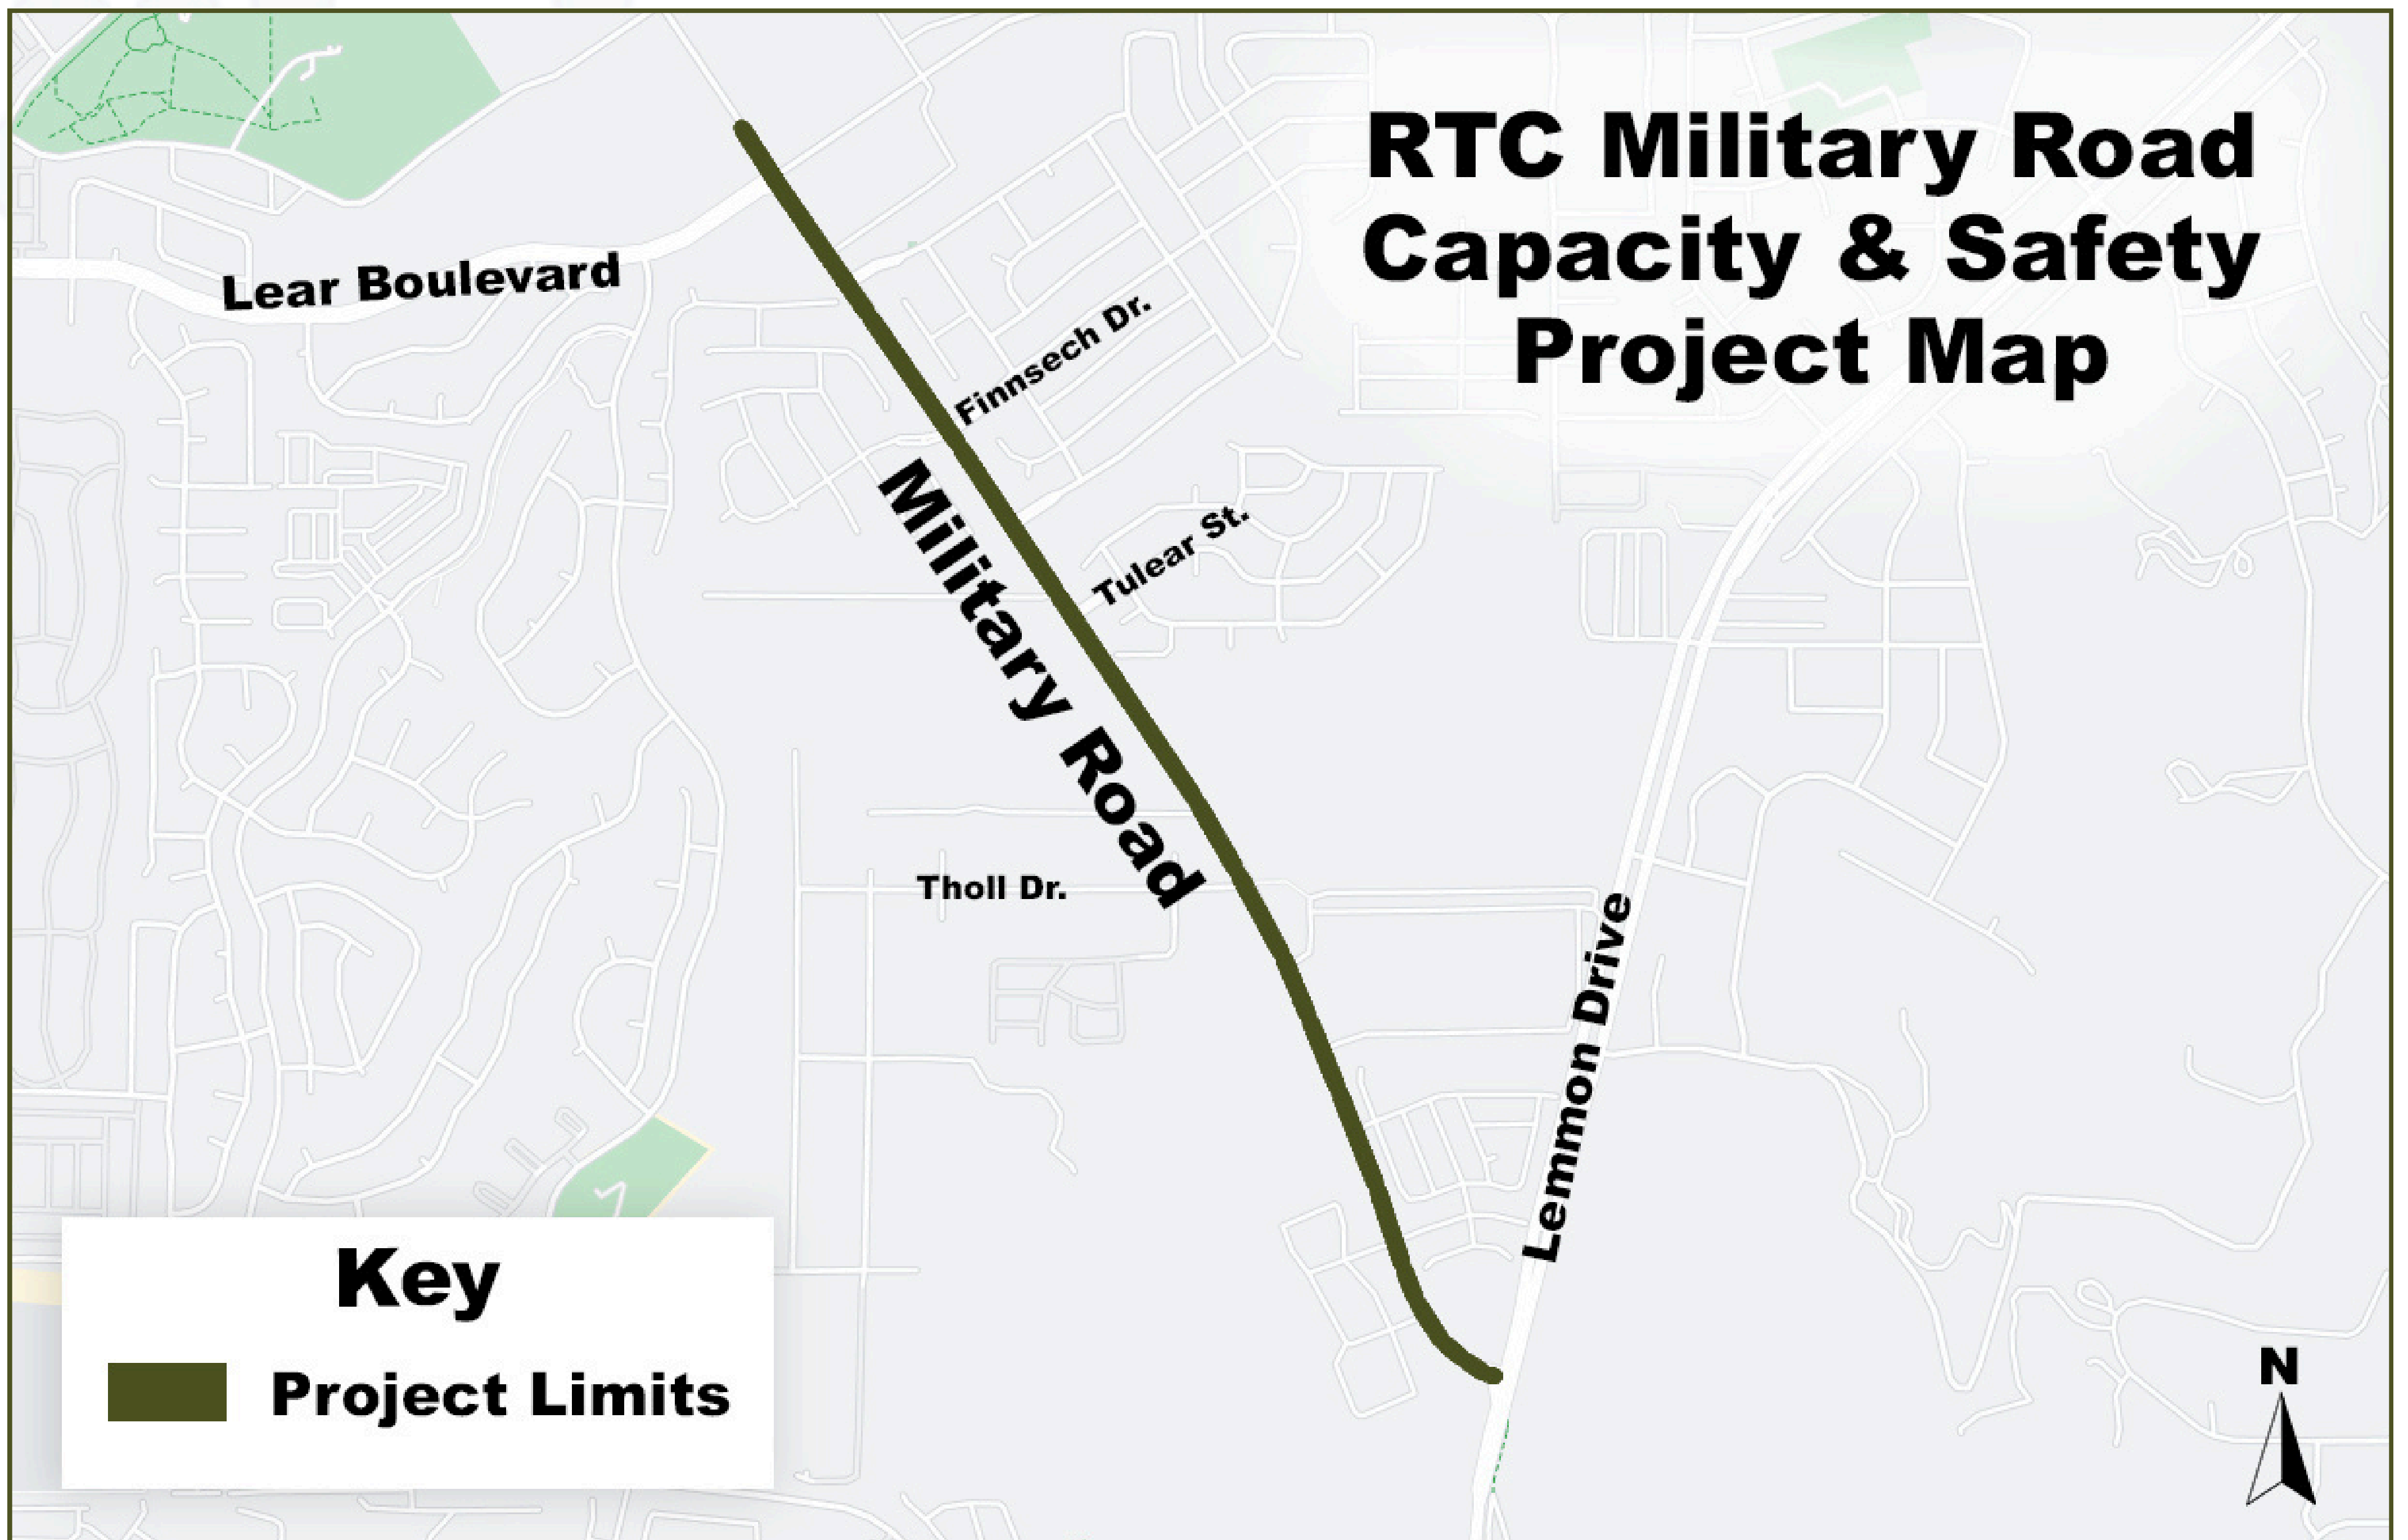 RTC Military Road
Capacity & Safety
Project Map
Lear Boulevard
Finnsech Dr.
Tulear St.
Military Road
Tholl Dr.
Lemmon Drive
Key
Project Limits
N